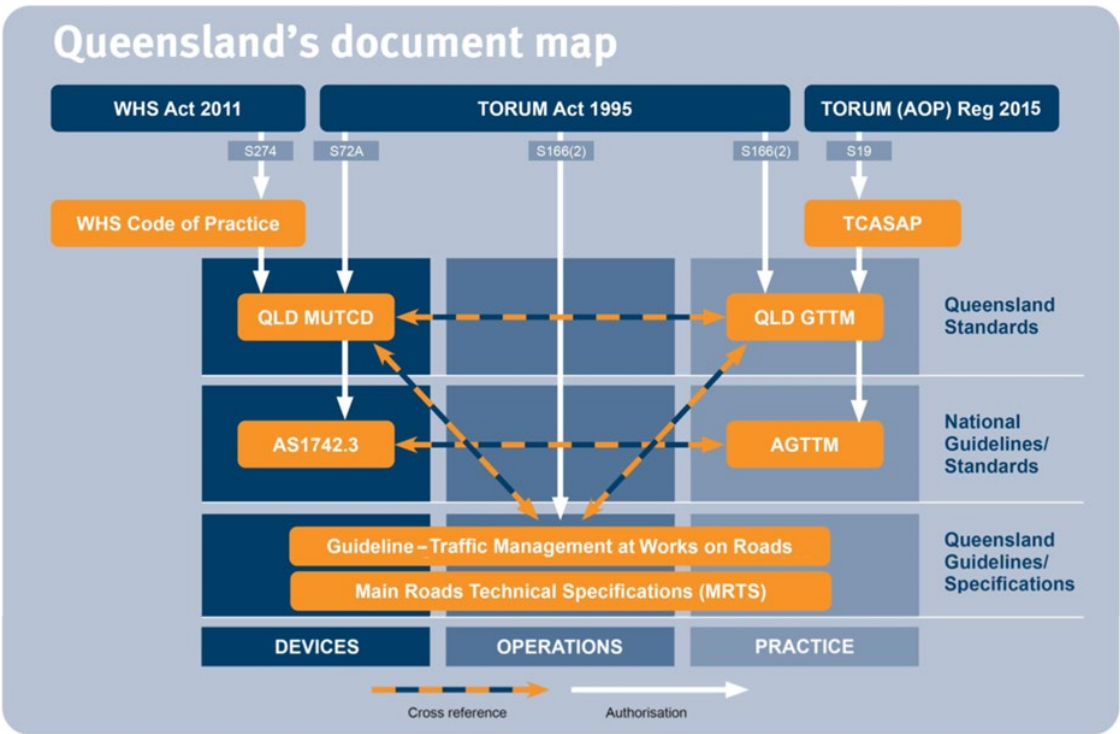 Queensland's document map
WHS Act 2011
TORUM Act 1995
TORUM (AOP) Reg 2015
S274
S72A
S166(2)
S166(2)
S19
WHS Code of Practice
TCASAP
QLD MUTCD
QLD GTTM
Queensland
Standards
AS1742.3
AGTTM
National
Guidelines/
Standards
Guideline – Traffic Management at Works on Roads
Main Roads Technical Specifications (MRTS)
Queensland
Guidelines/
Specifications
DEVICES
OPERATIONS
PRACTICE
Cross reference
Authorisation